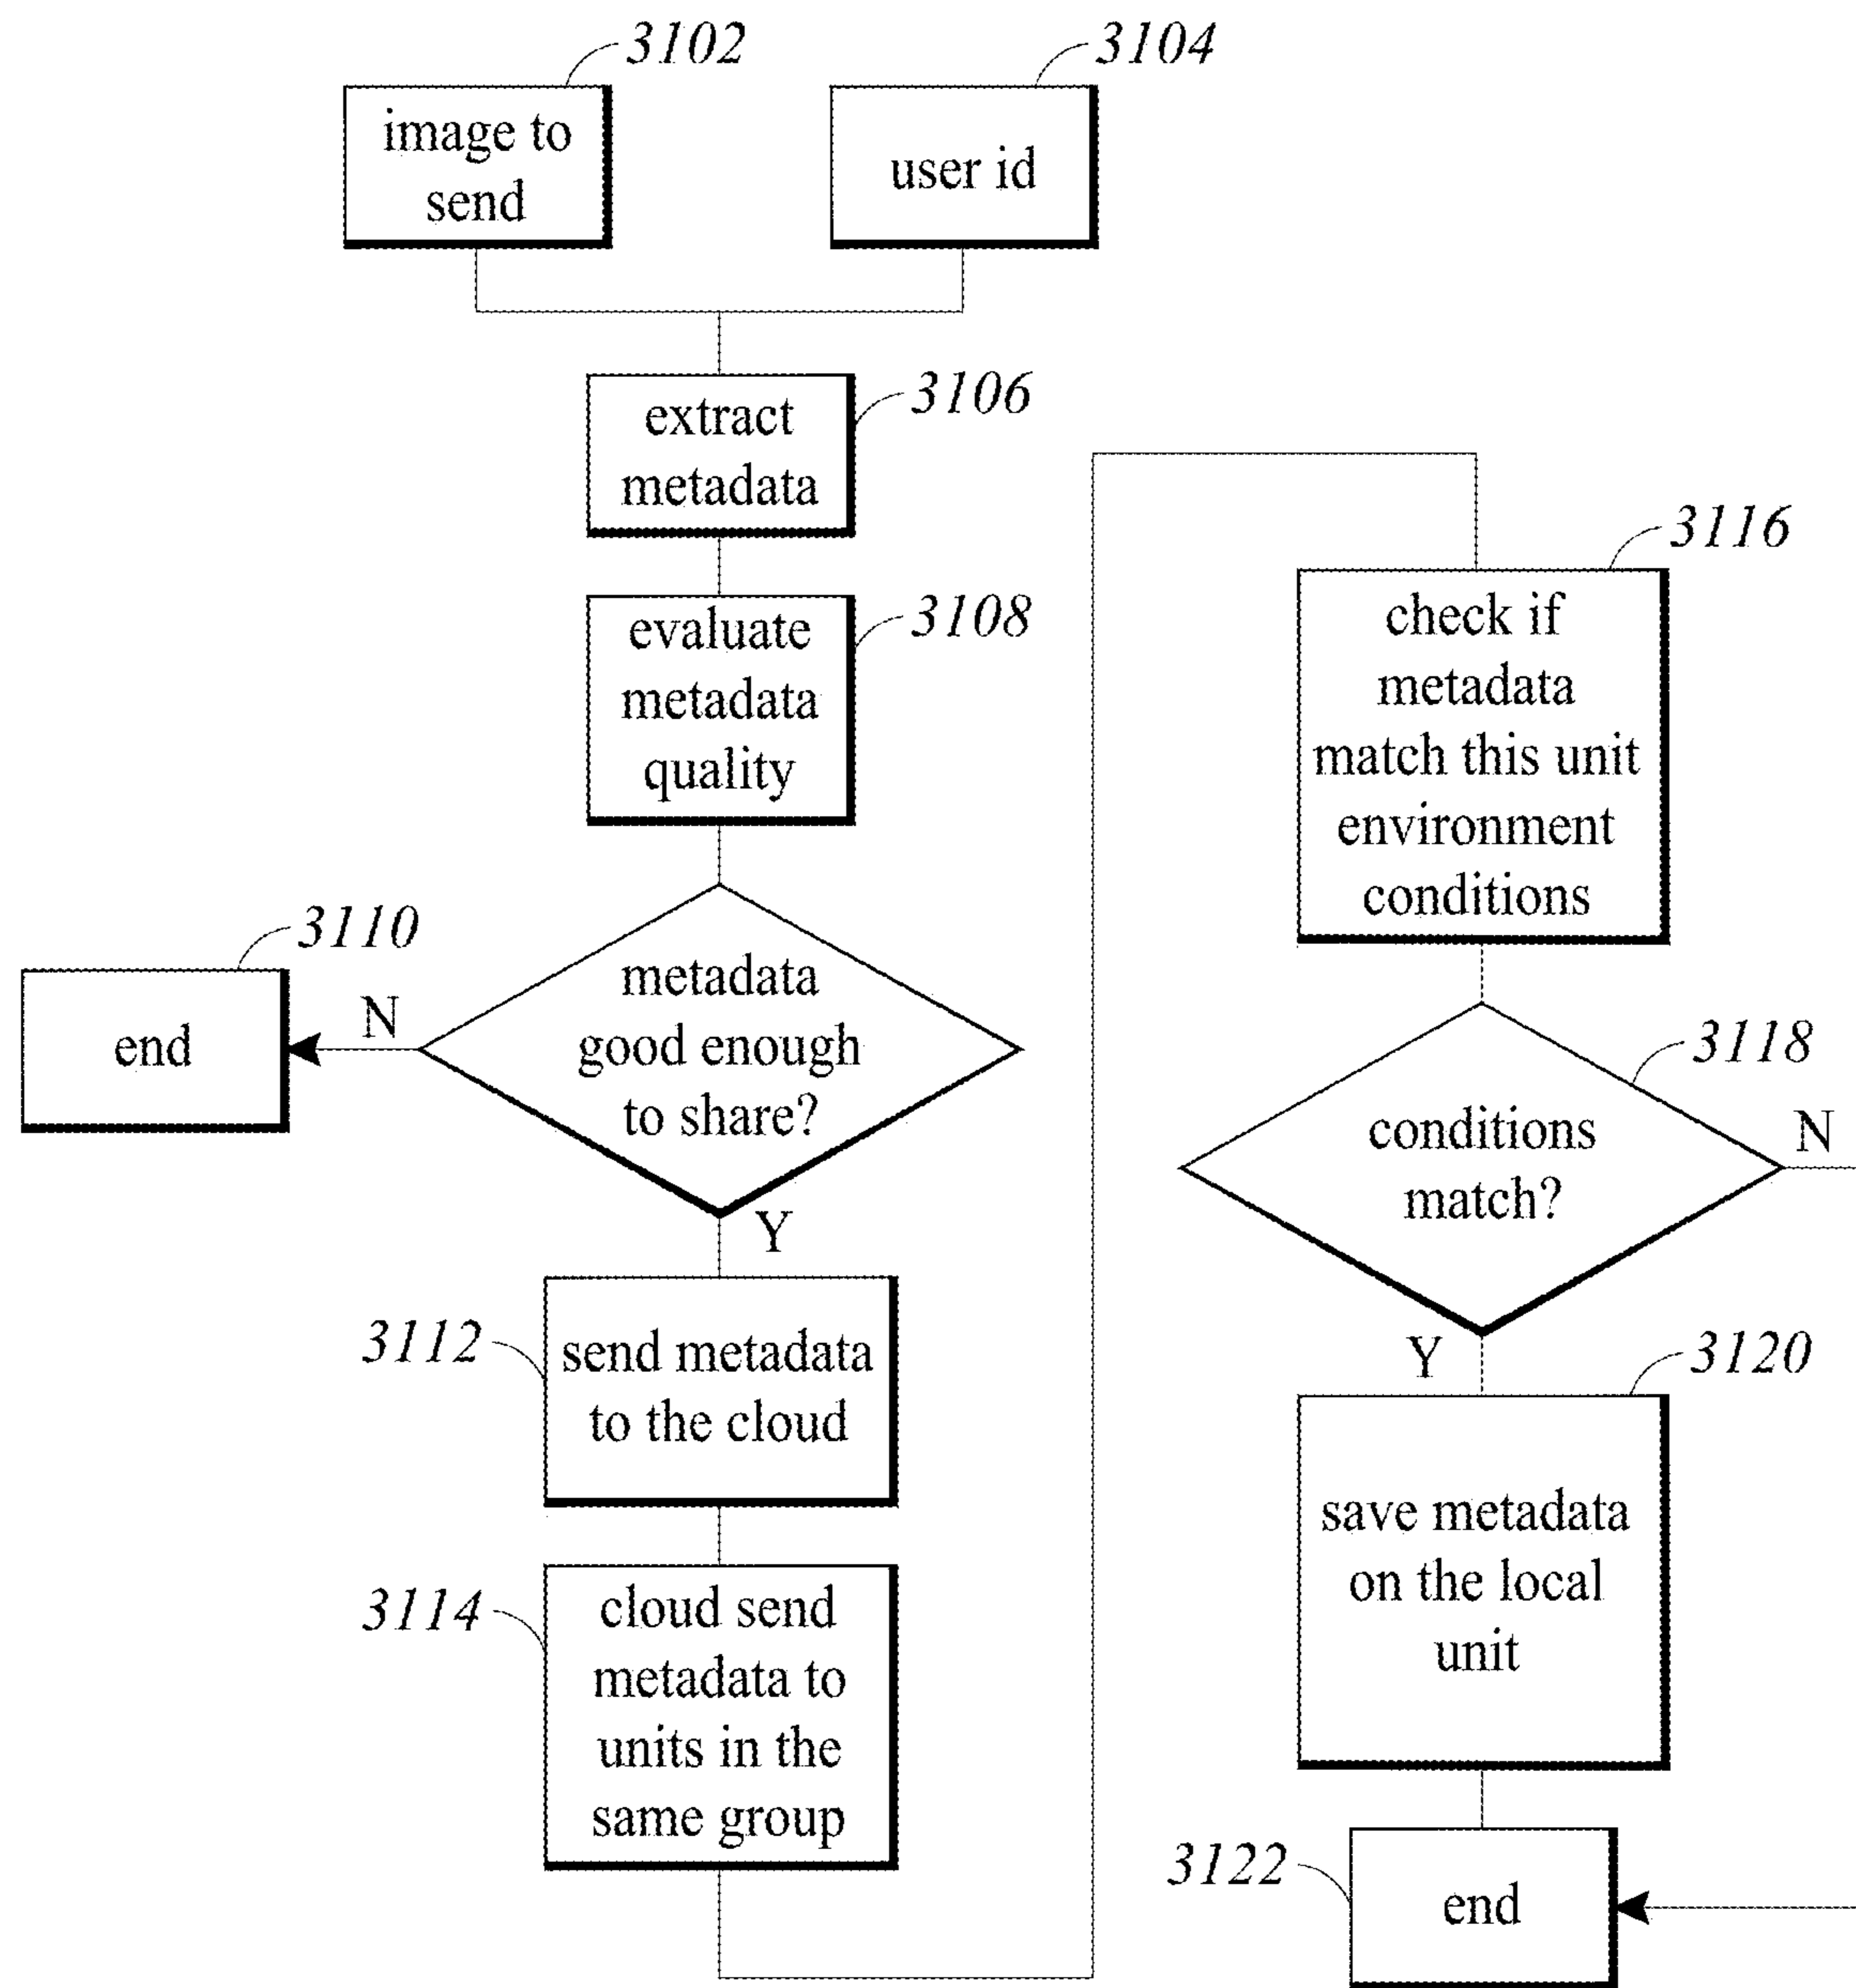 3102
image to
send
3104
user id
3106
extract
metadata
3108
evaluate
metadata
quality
metadata
good enough
to share?
N
3110
end
Y
3112
send metadata
to the cloud
3114
cloud send
metadata to
units in the
same group
3116
check if
metadata
match this unit
environment
conditions
3118
conditions
match?
N
Y
3120
save metadata
on the local
unit
3122
end